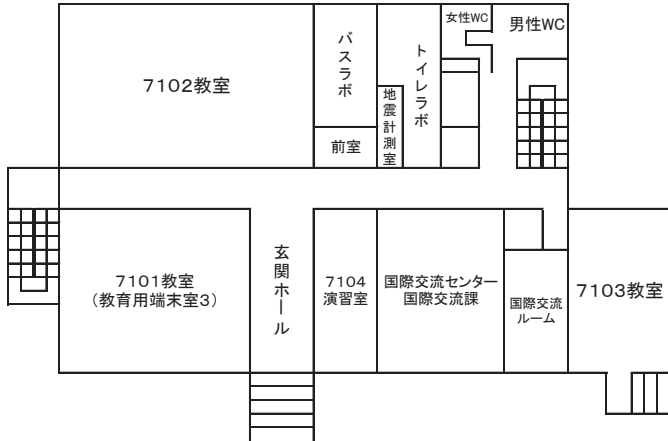 女性WC
男性WC
7102教室
バスラボ
トイレラボ
地震計測室
前室
7101教室
(教育用端末室3)
玄関ホール
7104
演習室
国際交流センター
国際交流課
国際交流
ルーム
7103教室